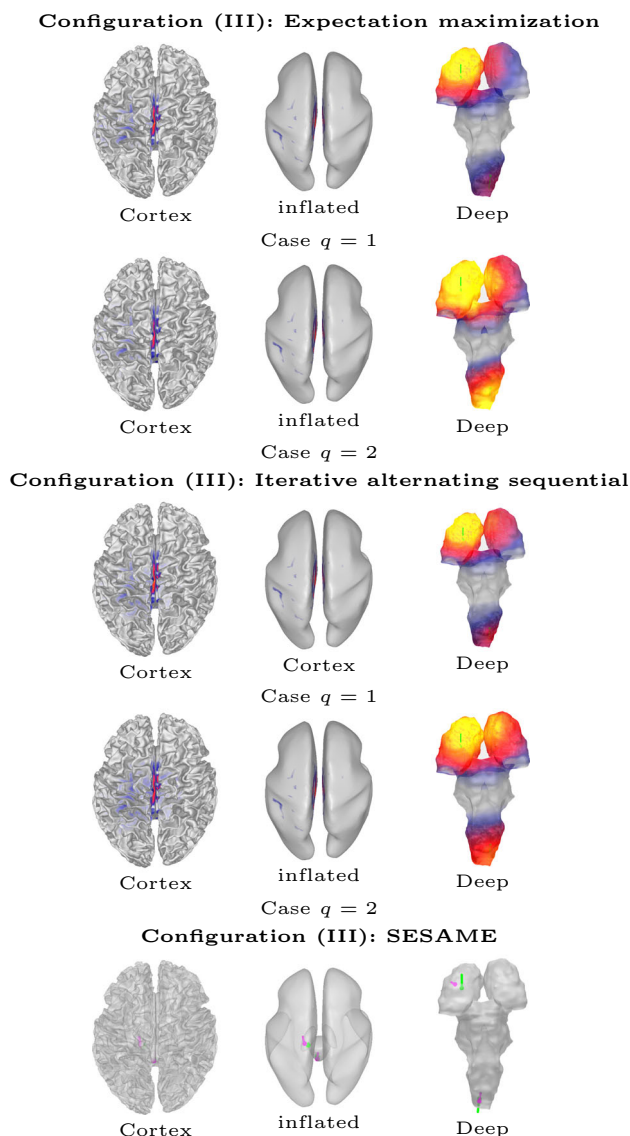 Configuration (III): Expectation maximization
Cortex
inflated
Deep
Case q = 1
Cortex
inflated
Deep
Case q = 2
Configuration (III): Iterative alternating sequential
Cortex
Cortex
Deep
Case q = 1
Cortex
inflated
Deep
Case q = 2
Configuration (III): SESAME
Cortex
inflated
Deep